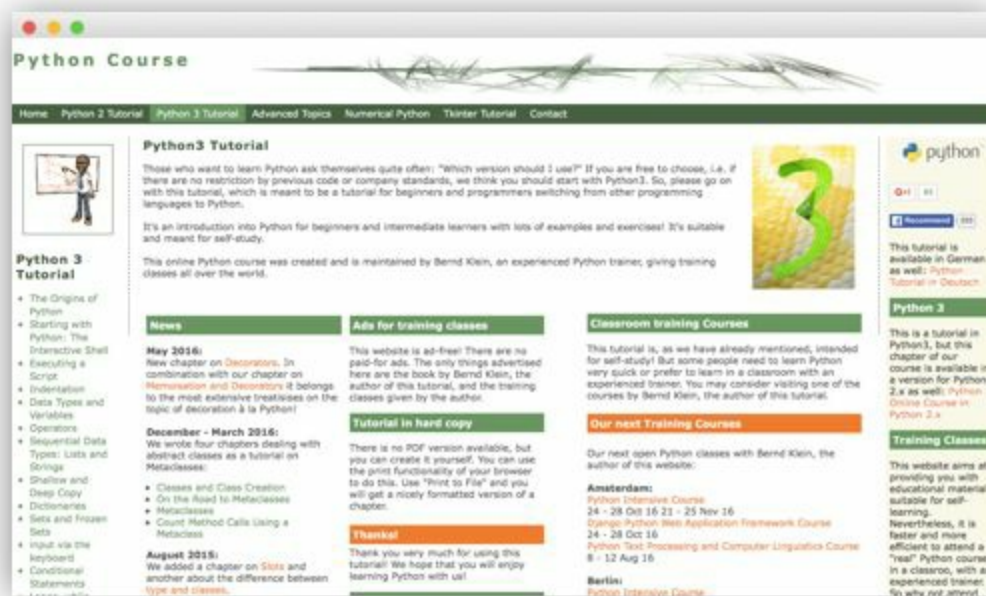 Python Course
Home Python 2 Tutorial Python 3 Tutorial Advanced Topics Numerical Python Tkinter Tutorial Contact
Python 3
Tutorial
The Origins of
Python
Starting with
Python: The
Interactive Shell
Executing a
Script
Indentation
Data Types and
Variables
Operators
Sequential Data
Types: Lists and
Strings
Shallow and
Deep Copy
Dictionaries
Sets and Frozen
Sets
input via the
keyboard
Conditional
Statements
Python3 Tutorial
Those who want to learn Python ask themselves quite often: "Which version should I use?" If you are free to choose, i.e. if
there are no restriction by previous code or company standards, we think you should start with Python3. So, please go on
with this tutorial, which is meant to be a tutorial for beginners and programmers switching from other programming
languages to Python.
It's an introduction into Python for beginners and intermediate learners with lots of examples and exercises! It's suitable
and meant for self-study.
This online Python course was created and is maintained by Bernd Klein, an experienced Python trainer, giving training
classes all over the world.
3
News
May 2016:
New chapter on Decorators. In
combination with our chapter on
Memoisation and Decorators it belongs
to the most extensive treatisies on the
topic of decoration à la Python!
December - March 2016:
We wrote four chapters dealing with
abstract classes as a tutorial on
Metaclasses:
Classes and Class Creation
On the Road to Metaclasses
Metaclasses
Count Method Calls Using a
Metaclass
August 2015:
We added a chapter on Slots and
another about the difference between
type and classes.
Ads for training classes
This website is ad-free! There are no
paid-for ads. The only things advertised
here are the book by Bernd Klein, the
author of this tutorial, and the training
classes given by the author.
Tutorial in hard copy
There is no PDF version available, but
you can create it yourself. You can use
the print functionality of your browser
to do this. Use "Print to File" and you
will get a nicely formatted version of a
chapter.
Thanks!
Thank you very much for using this
tutorial! We hope that you will enjoy
learning Python with us!
Classroom training Courses
This tutorial is, as we have already mentioned, intended
for self-study! But some people need to learn Python
very quick or prefer to learn in a classroom with an
experienced trainer. You may consider visiting one of the
courses by Bernd Klein, the author of this tutorial.
Our next Training Courses
Our next open Python classes with Bernd Klein, the
author of this website:
Amsterdam:
Python Intensive Course
24 - 28 Oct 16 21 - 25 Nov 16
Django Python Web Application Framework Course
24 - 28 Oct 16
Python Text Processing and Computer Linguistics Course
8 - 12 Aug 16
Berlin:
Python Intensive Course
python
Recommend
This tutorial is
available in German
as well: Python
Tutorial in Deutsch
Python 3
This is a tutorial in
Python3, but this
chapter of our
course is available in
a version for Python
2.x as well: Python
Online Course in
Python 2.x
Training Classes
This website aims at
providing you with
educational material
suitable for self-
learning.
Nevertheless, it is
faster and more
efficient to attend a
"real" Python course
in a classroo, with a
experienced trainer.
So why not attend